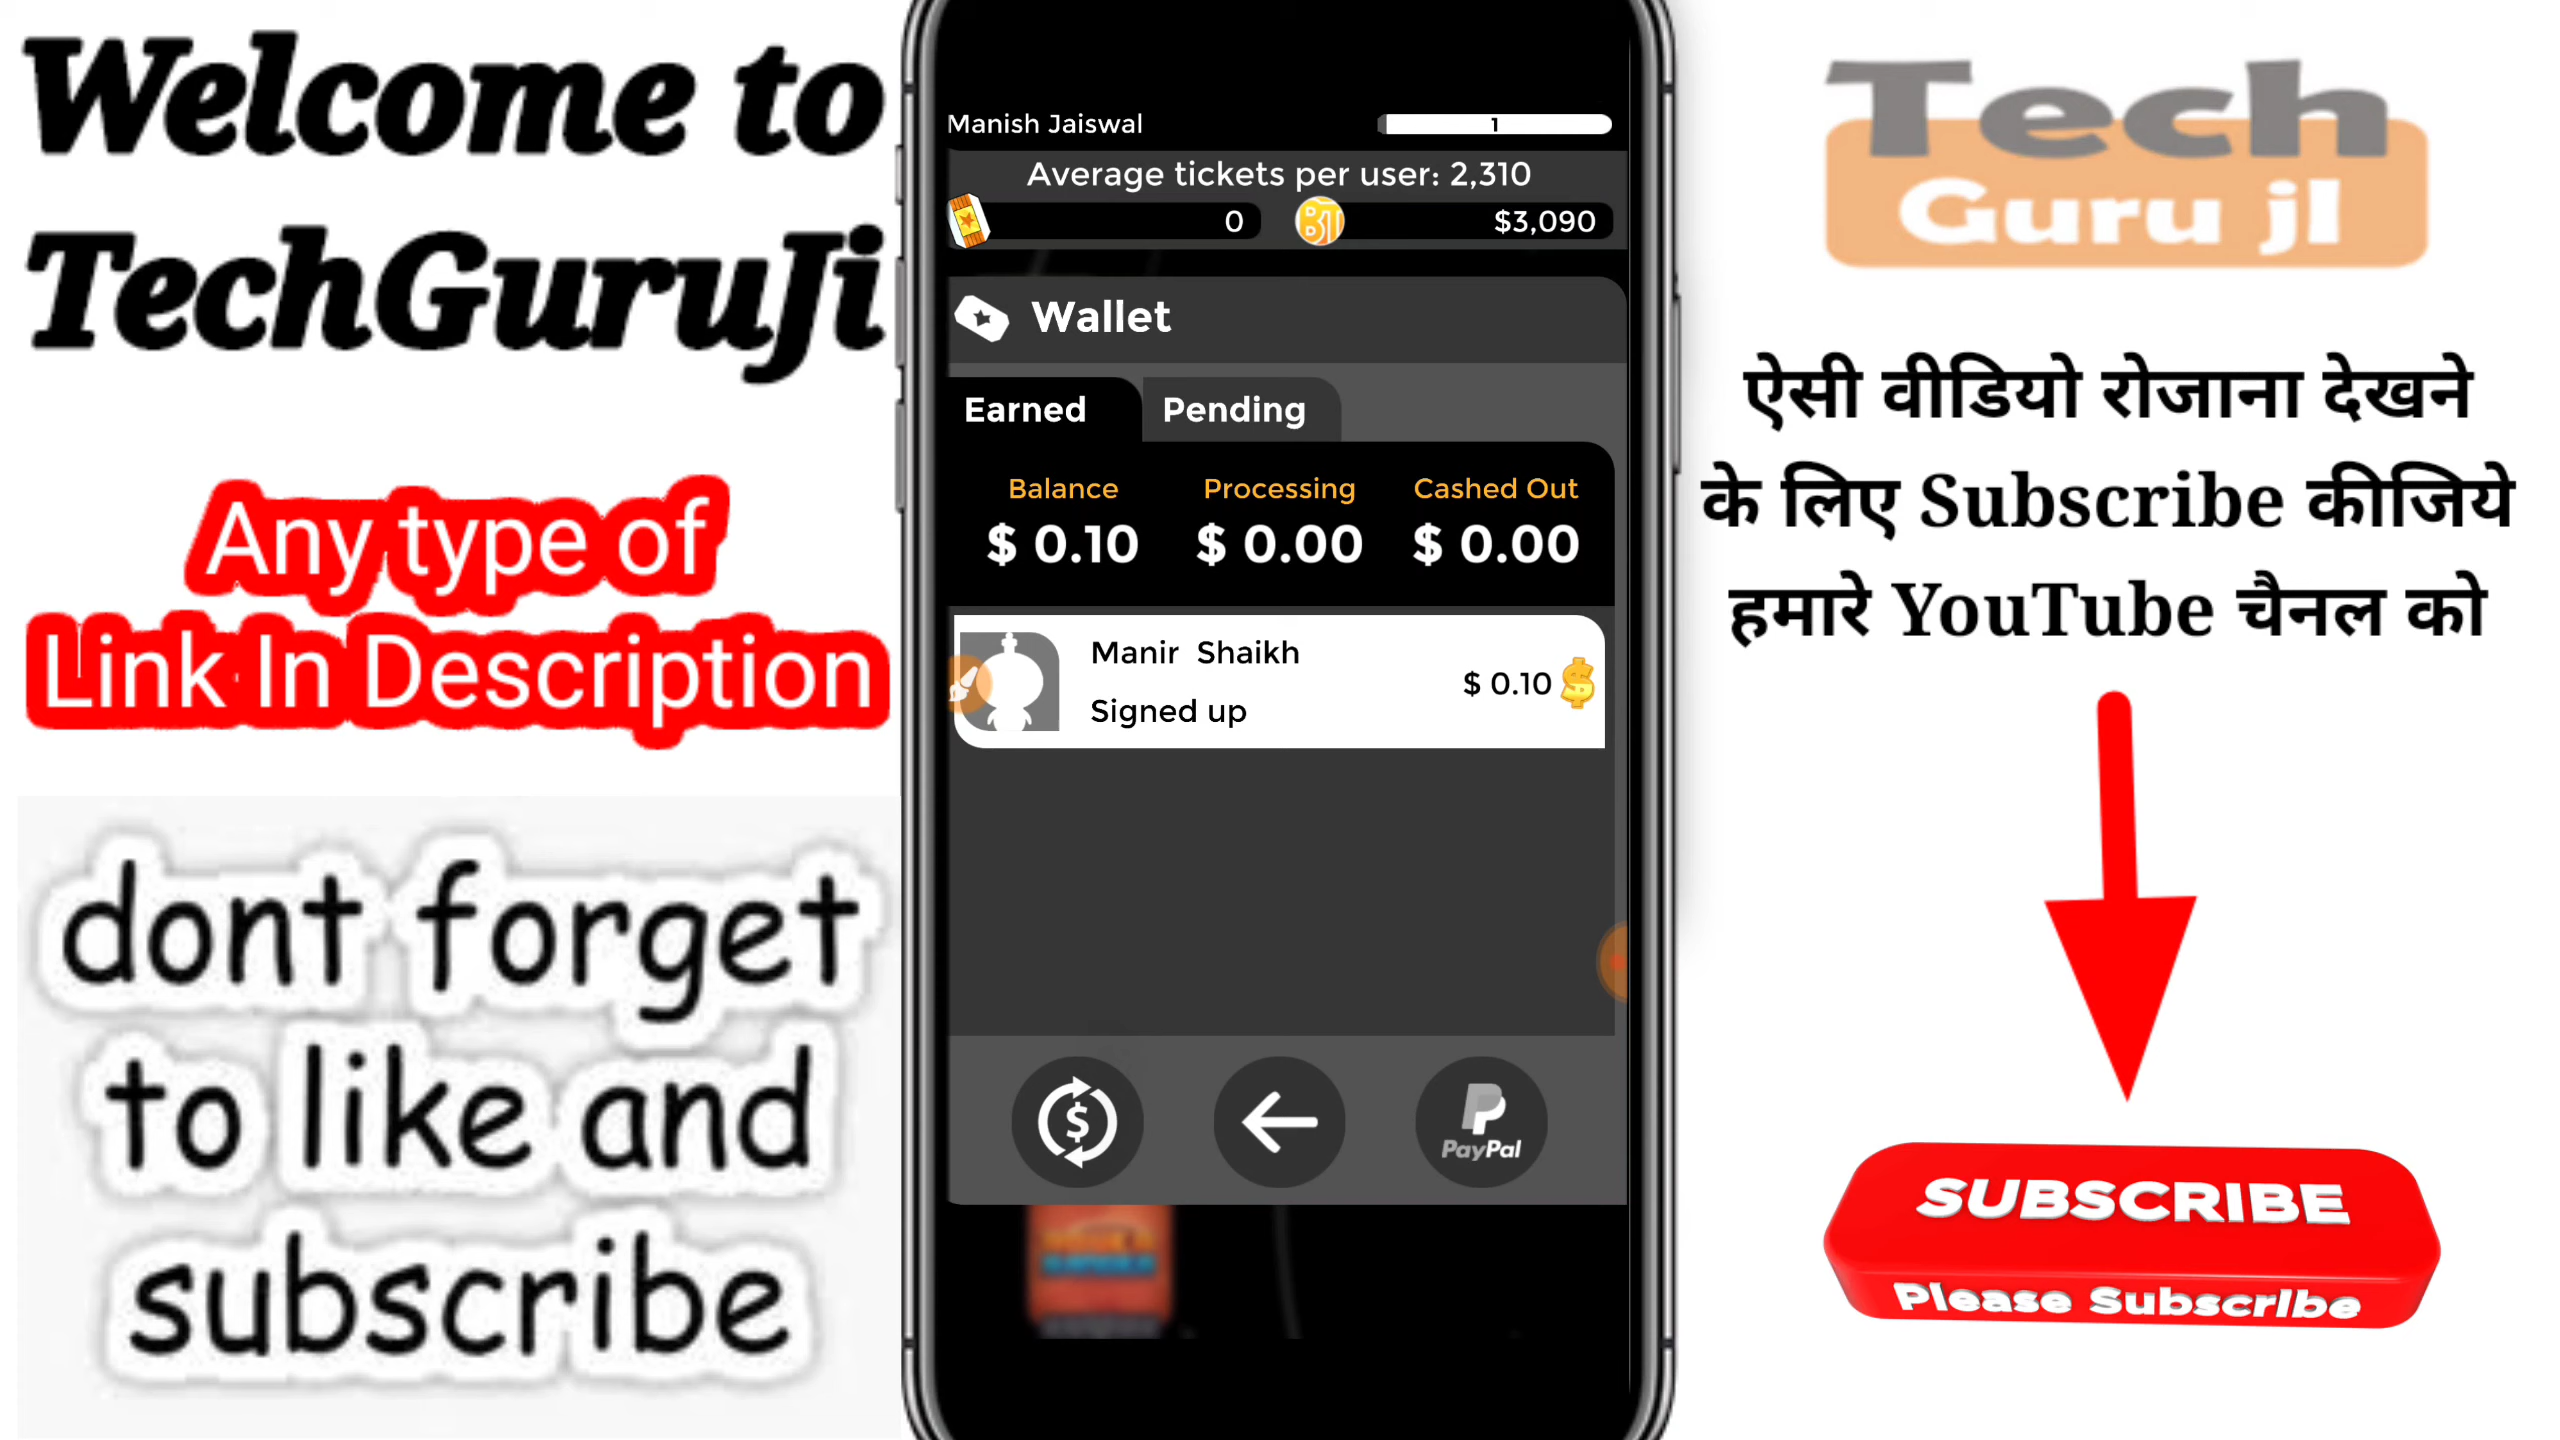 Welcome to
TechGuruJi
Any type of
Link In Description
dont forget
to like and
subscribe
Manish Jaiswal
1
Average tickets per user: 2,310
0
BT
$3,090
Wallet
Earned
Pending
Balance
Processing
Cashed Out
$ 0.10
$ 0.00
$ 0.00
Manir Shaikh
$ 0.10
Signed up
$
PayPal
Tech
Guru jI
ऐसी वीडियो रोजाना देखने
के लिए Subscribe कीजिये
हमारे YouTube चैनल को
SUBSCRIBE
Please Subscribe